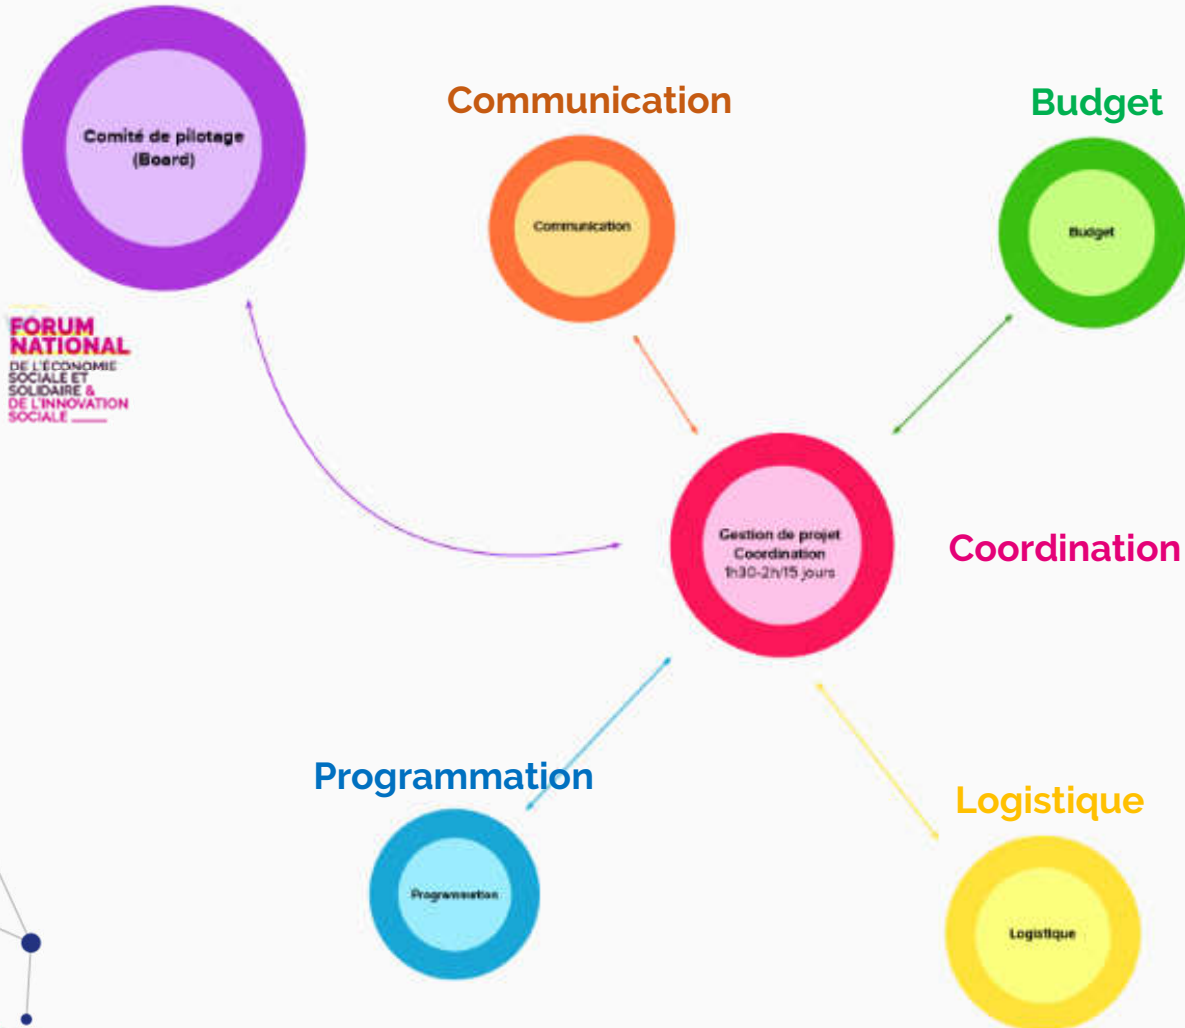 Comité de pilotage
(Board)
Communication
Communication
Budget
Budget
FORUM
NATIONAL
DE L'ÉCONOMIE
SOCIALE ET
SOLIDAIRE &
DE L'INNOVATION
SOCIALE
Gestion de projet
Coordination
1h30-2h/15 jours
Coordination
Programmation
Programmation
Logistique
Logistique